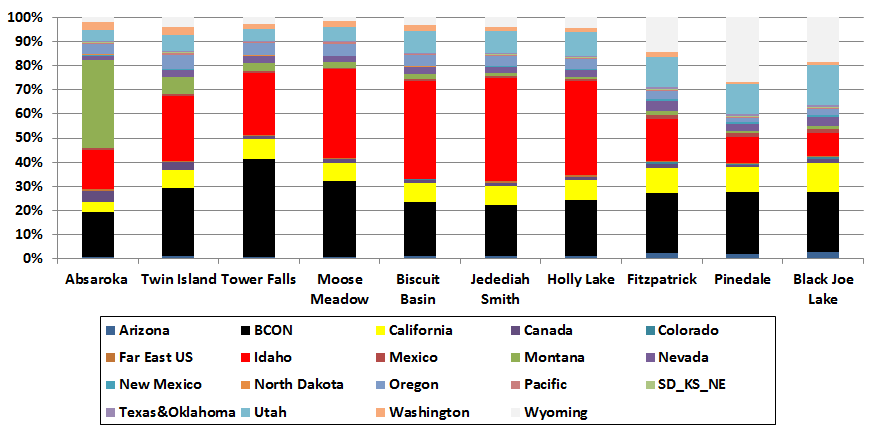 100%
90%
80%
70%
60%
50%
40%
30%
20%
10%
0%
Absaroka Twin Island Tower Falls Moose Meadow Biscuit Basin Jedediah Smith Holly Lake Fitzpatrick Pinedale Black Joe Lake
Arizona BCON California Canada Colorado
Far East US Idaho Mexico Montana Nevada
New Mexico North Dakota Oregon Pacific SD_KS_NE
Texas&Oklahoma Utah Washington Wyoming